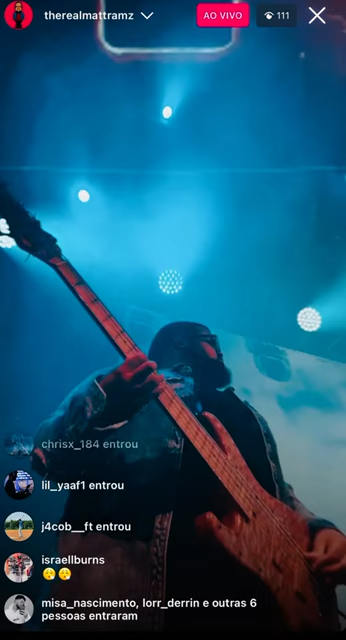 therealmattramz
AO VIVO
111
chrisx_184 entrou
lil_yaaf1 entrou
j4cob__ft entrou
israellburns
😚😚
misa_nascimento, lorr_derrin e outras 6
pessoas entraram